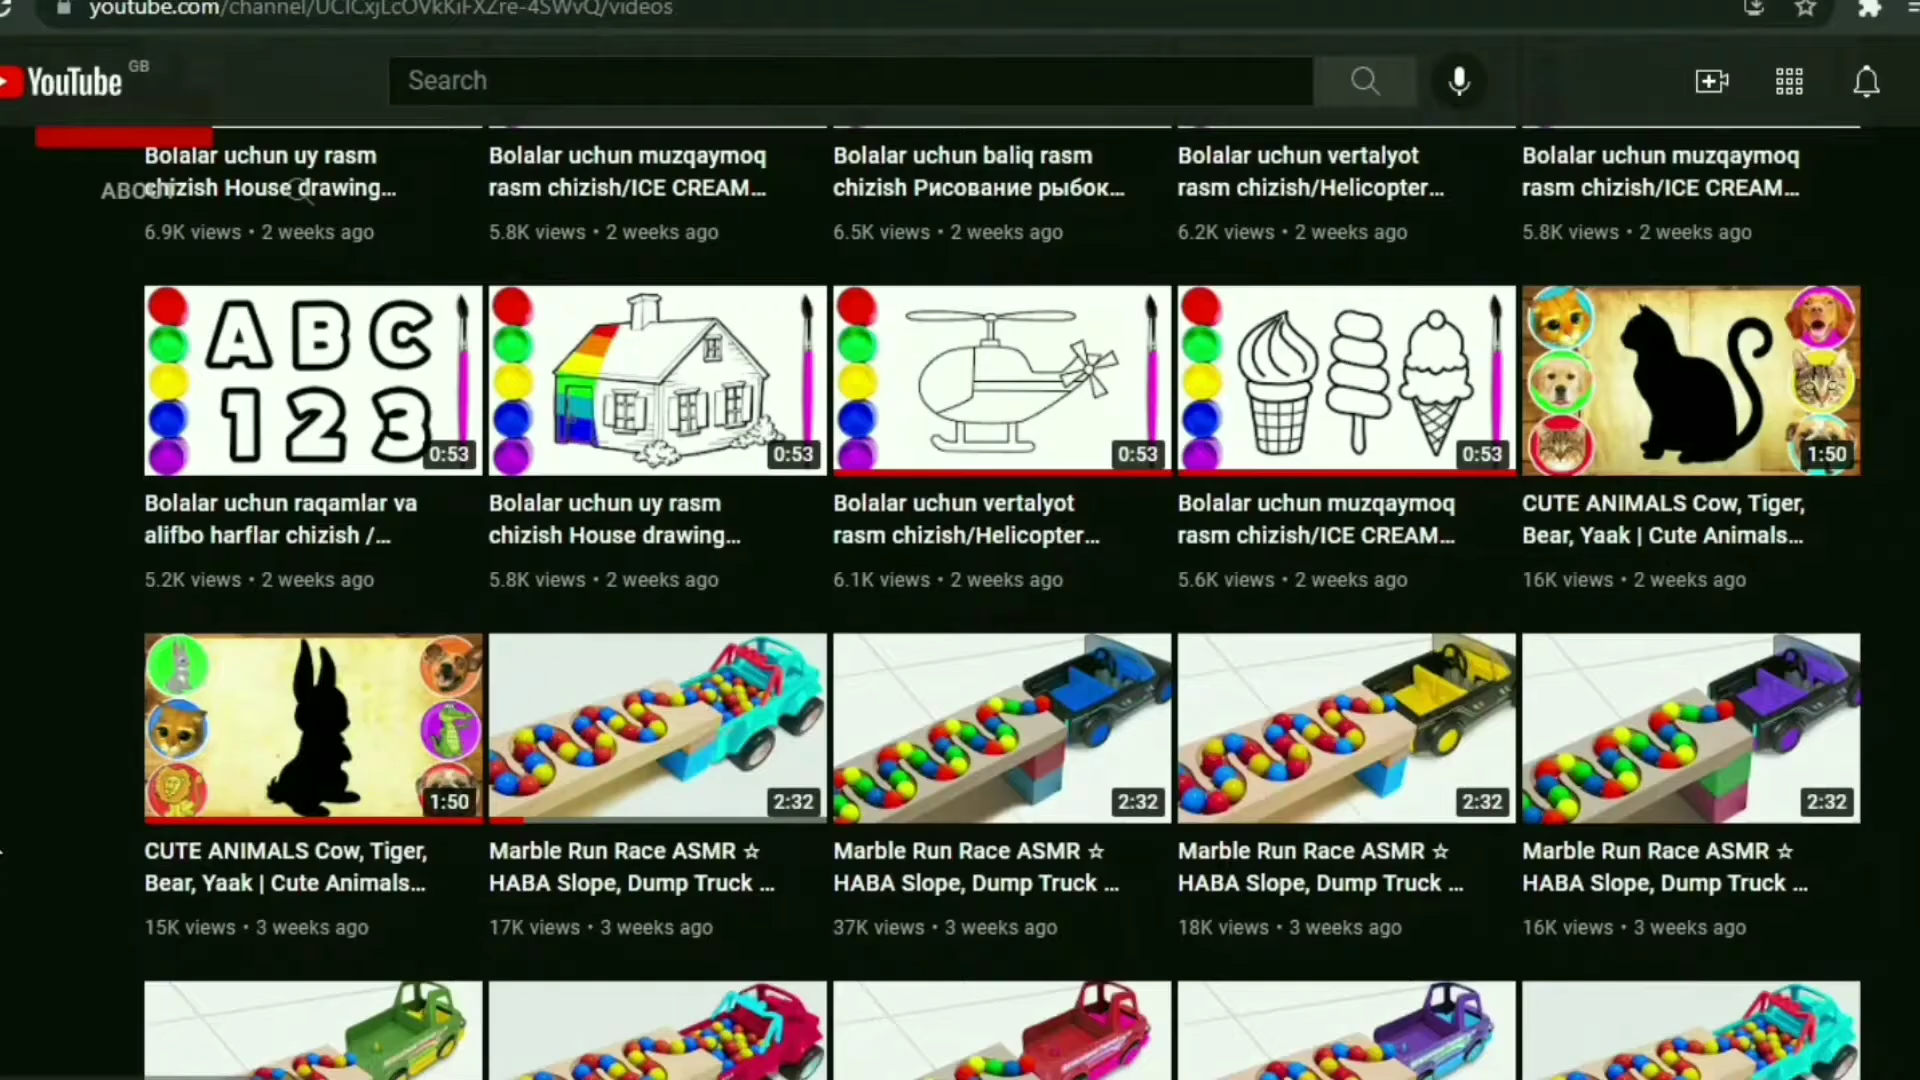 youtube.com/channel/UCICxjLcOVkKiFXZre-4SWvQ/videos
YouTube GB
Search
ABOUT
Bolalar uchun uy rasm
chizish House drawing...
6.9K views • 2 weeks ago
Bolalar uchun muzqaymoq
rasm chizish/ICE CREAM...
5.8K views • 2 weeks ago
Bolalar uchun baliq rasm
chizish Рисование рыбок...
6.5K views • 2 weeks ago
Bolalar uchun vertalyot
rasm chizish/Helicopter...
6.2K views • 2 weeks ago
Bolalar uchun muzqaymoq
rasm chizish/ICE CREAM...
5.8K views • 2 weeks ago
A B C
1 2 3
0:53
Bolalar uchun raqamlar va
alifbo harflar chizish /...
5.2K views • 2 weeks ago
0:53
Bolalar uchun uy rasm
chizish House drawing...
5.8K views • 2 weeks ago
0:53
Bolalar uchun vertalyot
rasm chizish/Helicopter...
6.1K views • 2 weeks ago
0:53
Bolalar uchun muzqaymoq
rasm chizish/ICE CREAM...
5.6K views • 2 weeks ago
1:50
CUTE ANIMALS Cow, Tiger,
Bear, Yaak | Cute Animals...
16K views • 2 weeks ago
1:50
CUTE ANIMALS Cow, Tiger,
Bear, Yaak | Cute Animals...
15K views • 3 weeks ago
2:32
Marble Run Race ASMR ☆
HABA Slope, Dump Truck ...
17K views • 3 weeks ago
2:32
Marble Run Race ASMR ☆
HABA Slope, Dump Truck ...
37K views • 3 weeks ago
2:32
Marble Run Race ASMR ☆
HABA Slope, Dump Truck ...
18K views • 3 weeks ago
2:32
Marble Run Race ASMR ☆
HABA Slope, Dump Truck ...
16K views • 3 weeks ago